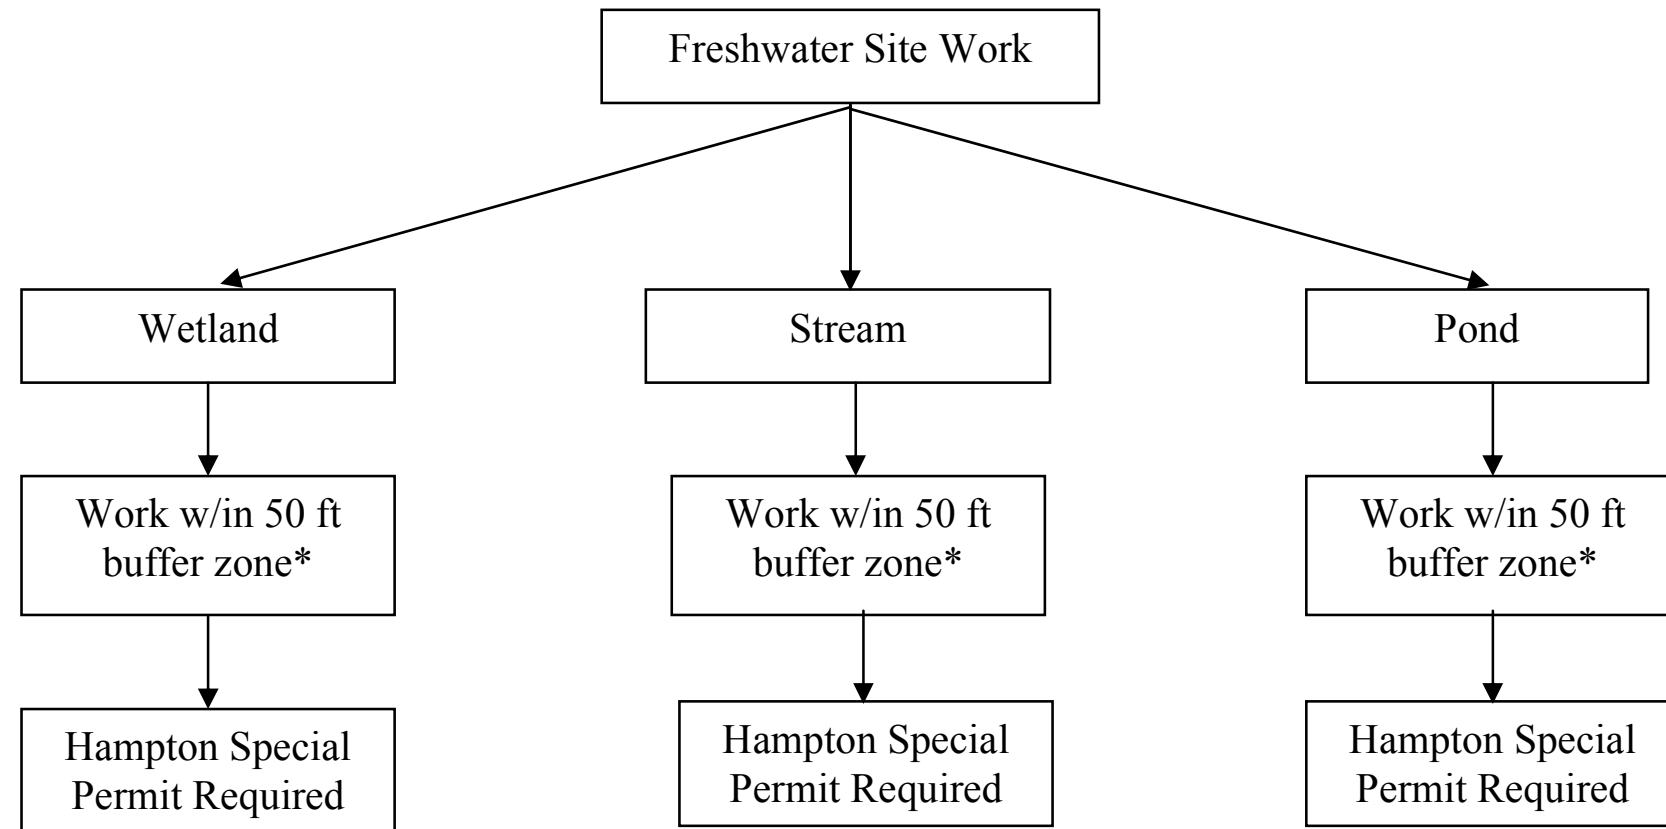 Freshwater Site Work
Wetland
Stream
Pond
Work w/in 50 ft
buffer zone*
Work w/in 50 ft
buffer zone*
Work w/in 50 ft
buffer zone*
Hampton Special
Permit Required
Hampton Special
Permit Required
Hampton Special
Permit Required